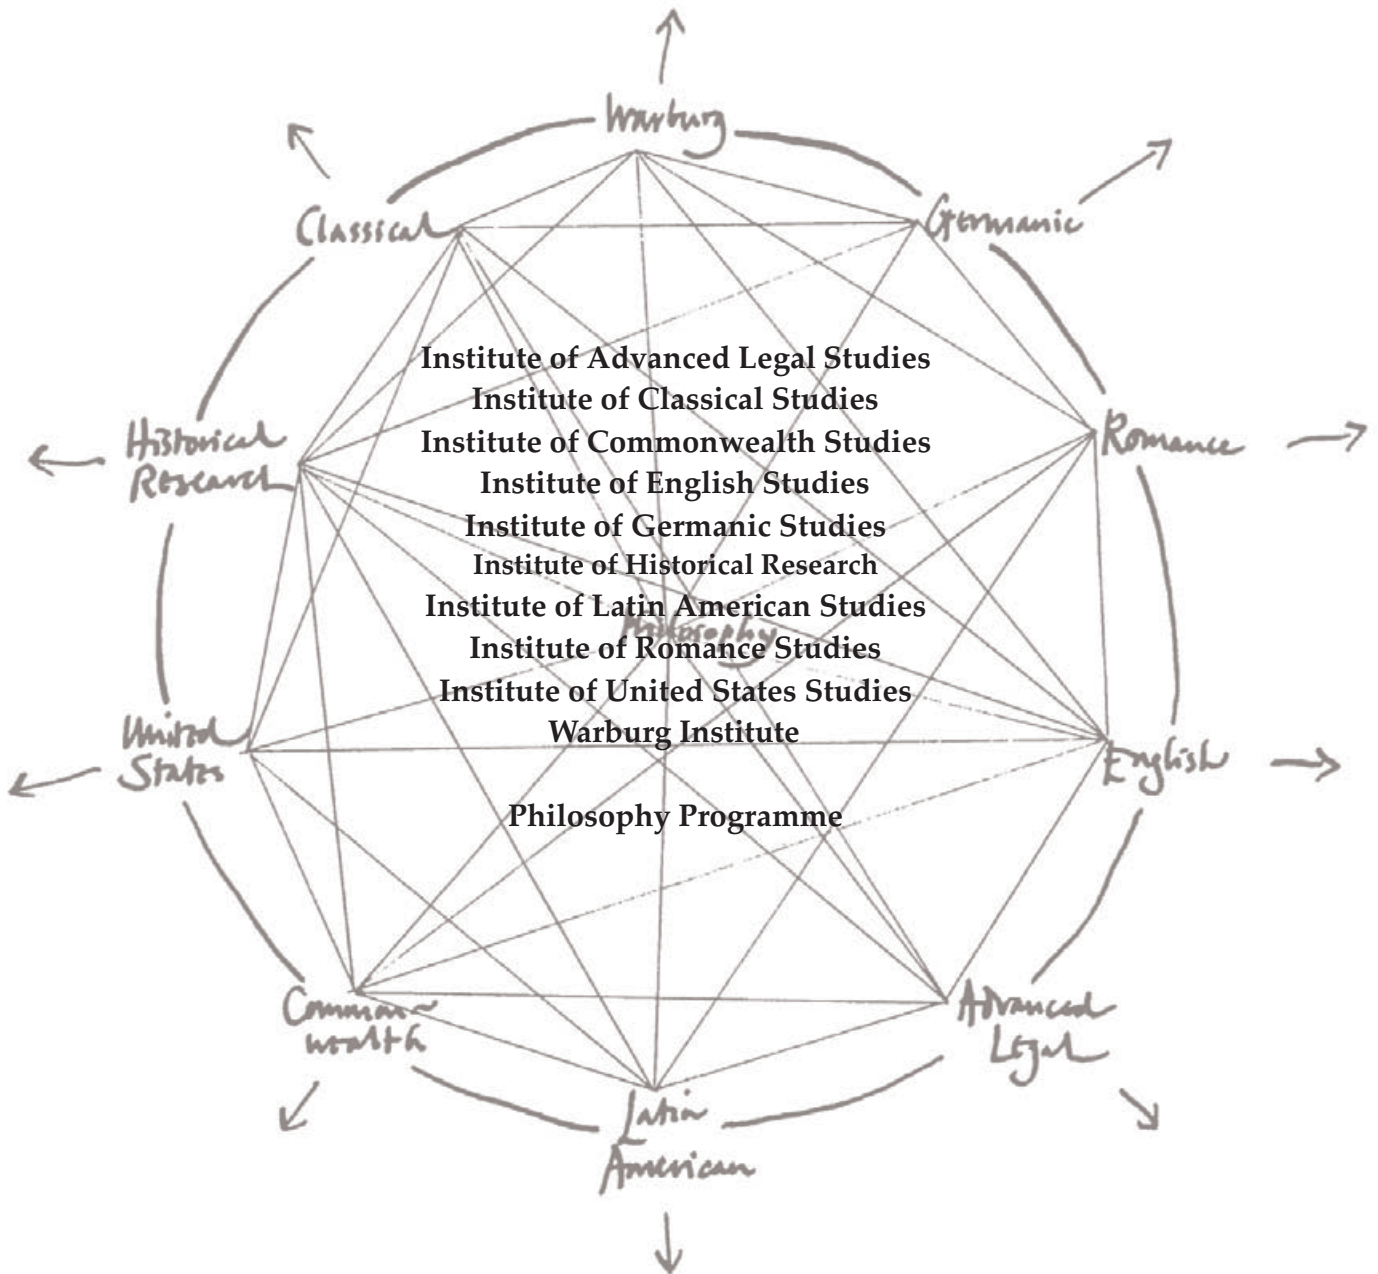 Warburg
Classical
Germanic
Institute of Advanced Legal Studies
Institute of Classical Studies
Historical
Research
Institute of Commonwealth Studies
Romance
Institute of English Studies
Institute of Germanic Studies
Institute of Historical Research
Institute of Latin American Studies
Philosophy
Institute of Romance Studies
Institute of United States Studies
Warburg Institute
United
States
English
Philosophy Programme
Common-
wealth
Advanced
Legal
Latin
American